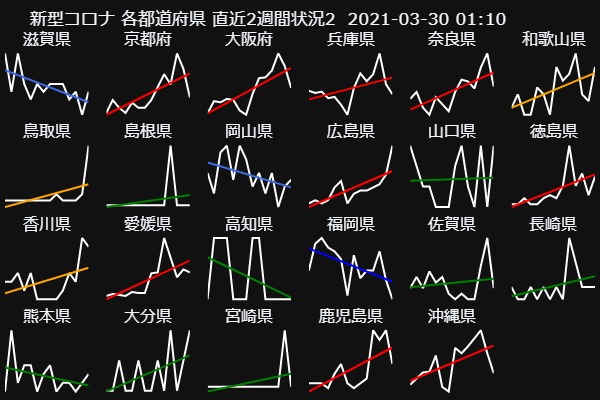 新型コロナ 各都道府県 直近2週間状況2 2021-03-30 01:10
滋賀県 京都府 大阪府 兵庫県 奈良県 和歌山県
鳥取県 島根県 岡山県 広島県 山口県 徳島県
香川県 愛媛県 高知県 福岡県 佐賀県 長崎県
熊本県 大分県 宮崎県 鹿児島県 沖縄県